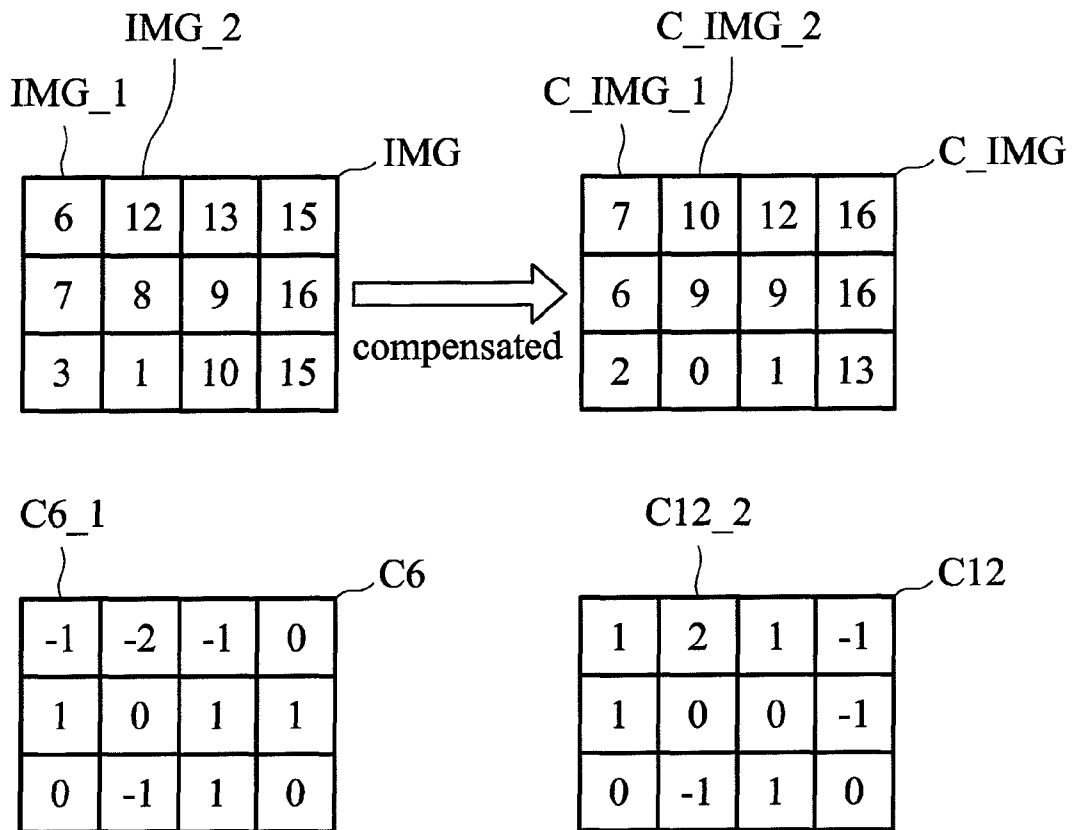 IMG_2
IMG_1
IMG
6 12 13 15
7 8 9 16
3 1 10 15
compensated
C_IMG_2
C_IMG_1
C_IMG
7 10 12 16
6 9 9 16
2 0 1 13
C6_1
C6
-1 -2 -1 0
1 0 1 1
0 -1 1 0
C12_2
C12
1 2 1 -1
1 0 0 -1
0 -1 1 0